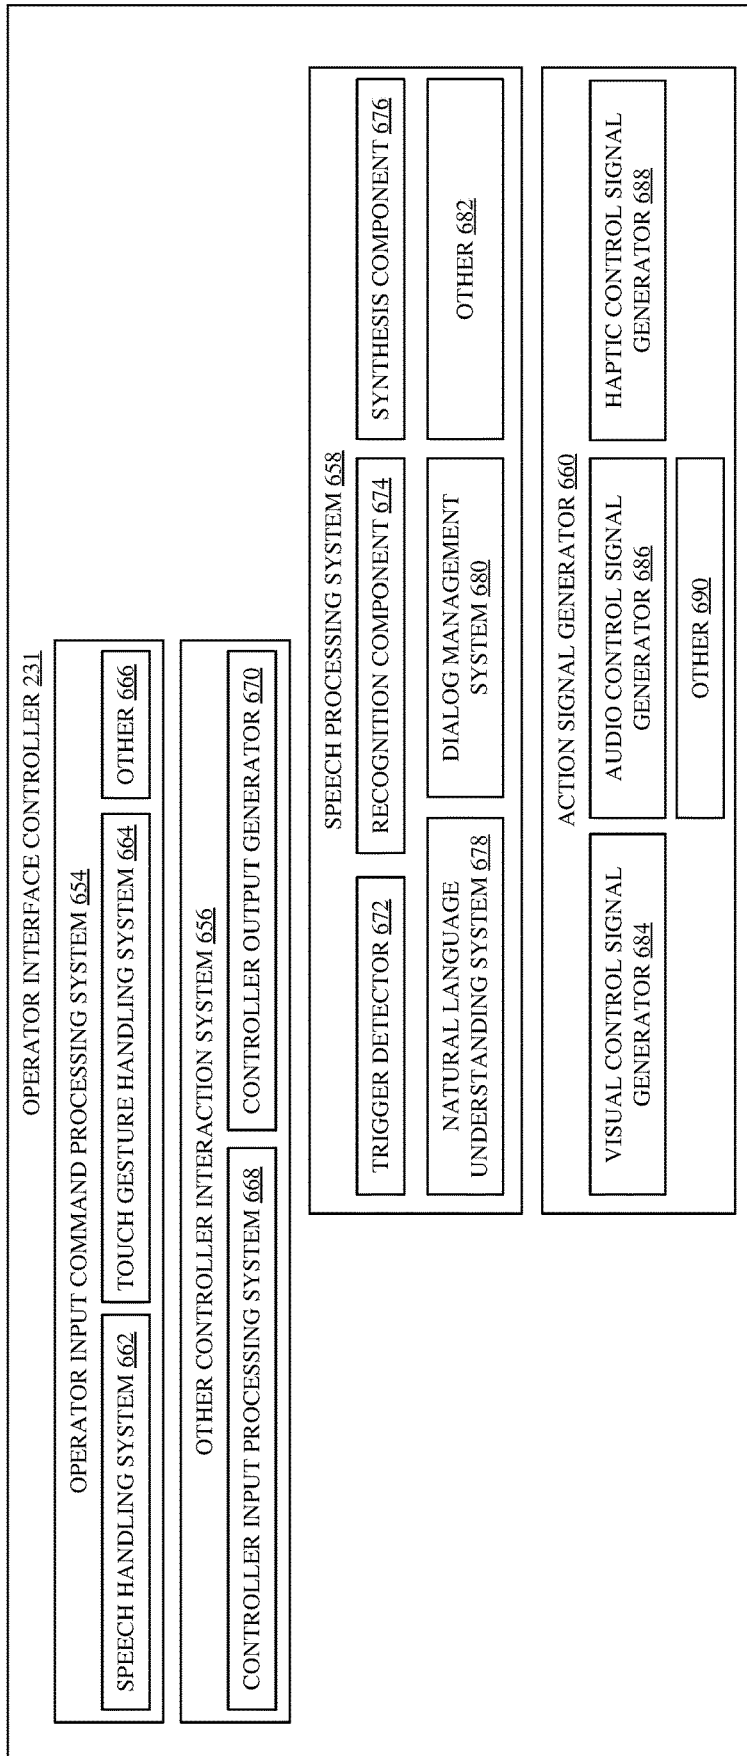 OPERATOR INTERFACE CONTROLLER 231
OPERATOR INPUT COMMAND PROCESSING SYSTEM 654
SPEECH HANDLING SYSTEM 662
TOUCH GESTURE HANDLING SYSTEM 664
OTHER 666
OTHER CONTROLLER INTERACTION SYSTEM 656
CONTROLLER INPUT PROCESSING SYSTEM 668
CONTROLLER OUTPUT GENERATOR 670
SPEECH PROCESSING SYSTEM 658
TRIGGER DETECTOR 672
RECOGNITION COMPONENT 674
SYNTHESIS COMPONENT 676
NATURAL LANGUAGE
UNDERSTANDING SYSTEM 678
DIALOG MANAGEMENT
SYSTEM 680
OTHER 682
ACTION SIGNAL GENERATOR 660
VISUAL CONTROL SIGNAL
GENERATOR 684
AUDIO CONTROL SIGNAL
GENERATOR 686
HAPTIC CONTROL SIGNAL
GENERATOR 688
OTHER 690